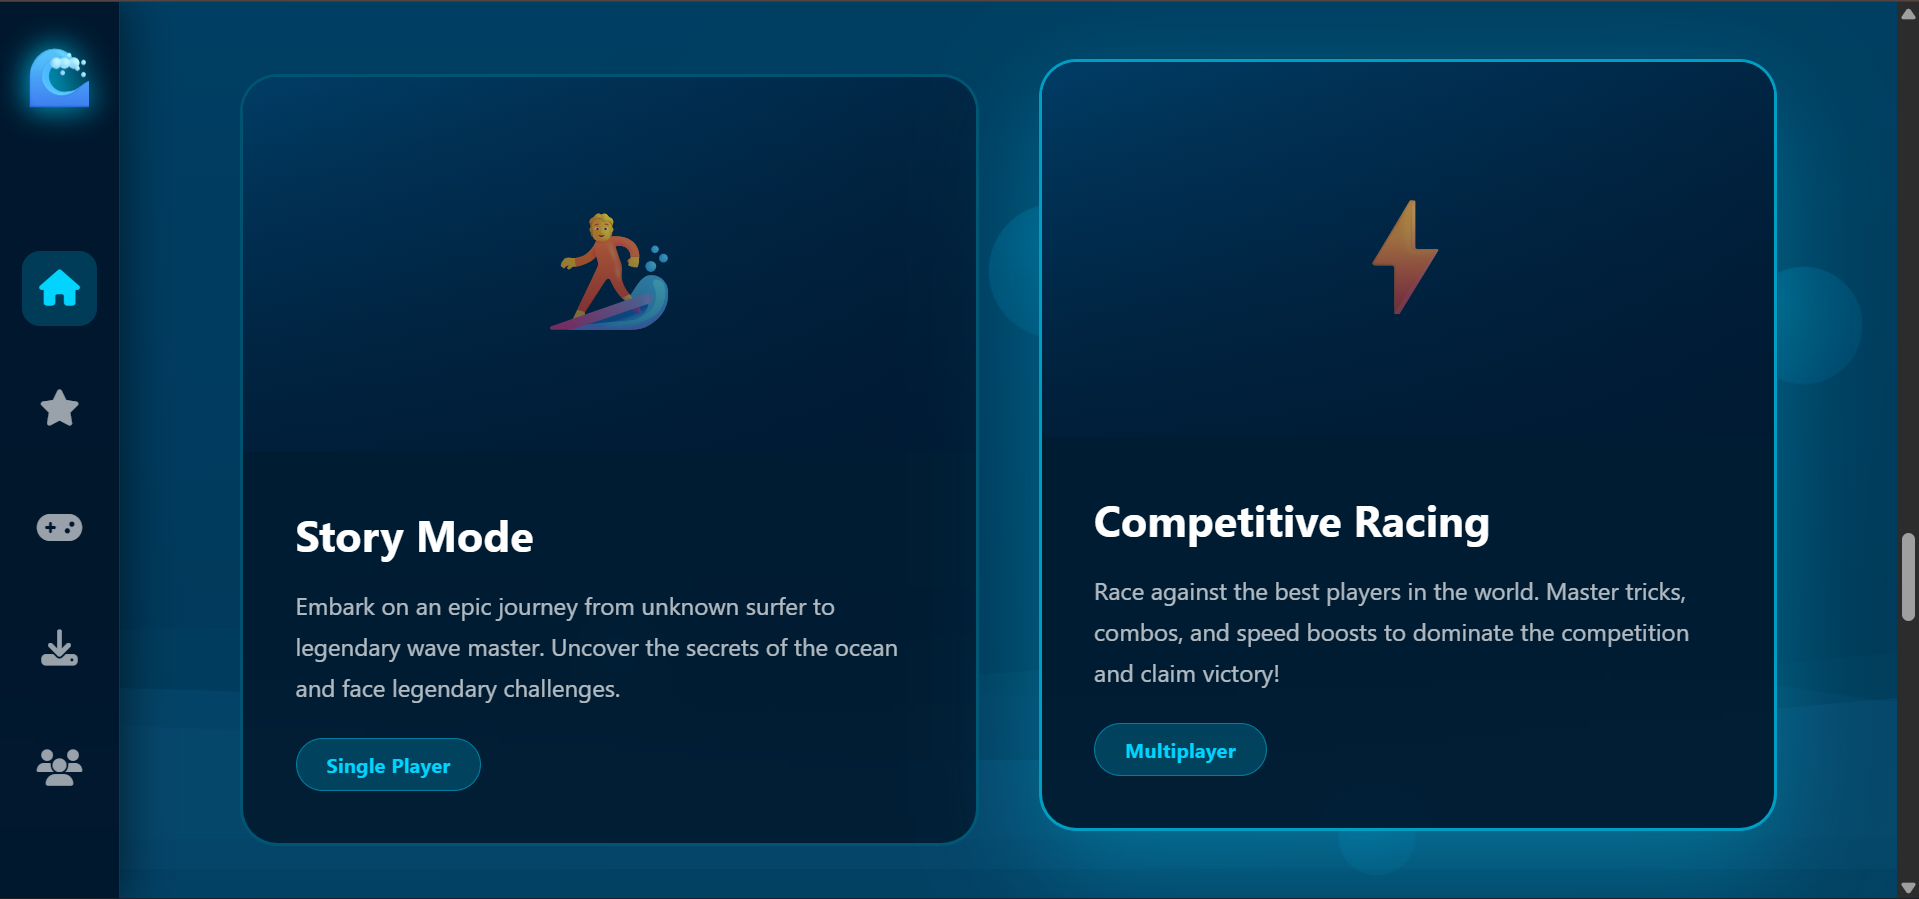 Story Mode
Embark on an epic journey from unknown surfer to
legendary wave master. Uncover the secrets of the ocean
and face legendary challenges.
Single Player
Competitive Racing
Race against the best players in the world. Master tricks,
combos, and speed boosts to dominate the competition
and claim victory!
Multiplayer